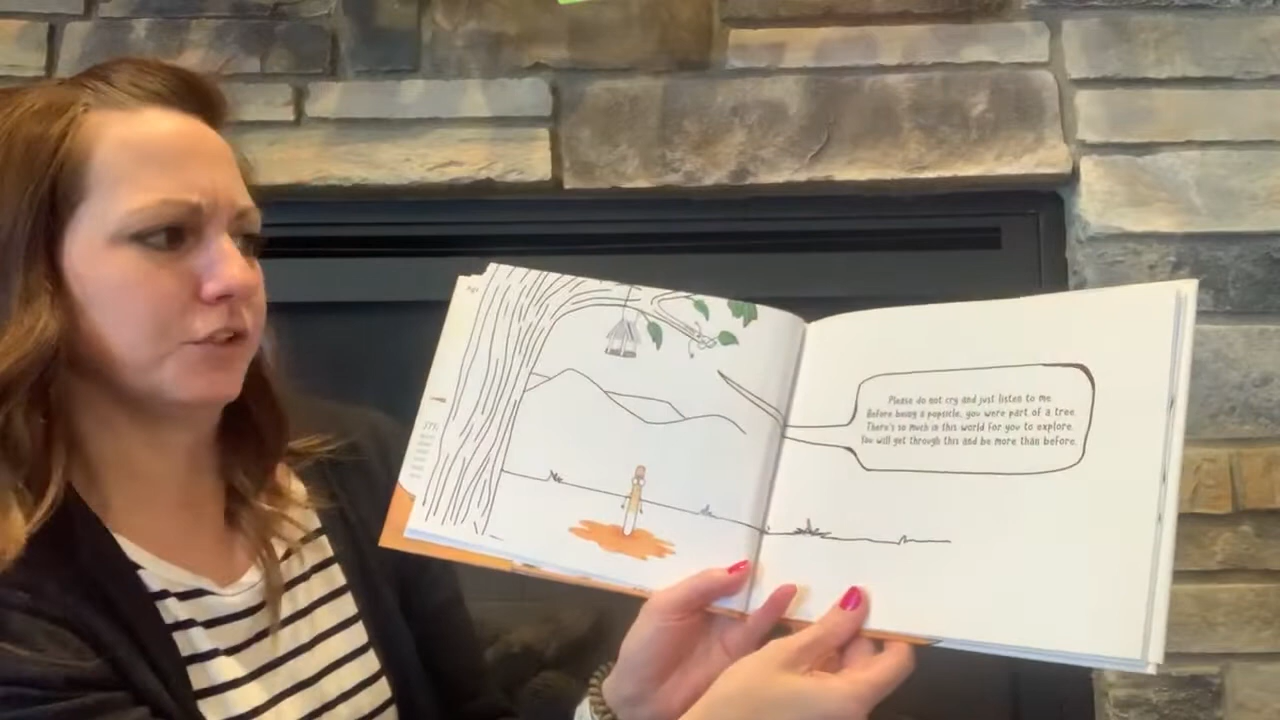 Please do not cry and just listen to me.
Before being a popsicle, you were part of a tree.
There's so much in this world for you to explore.
You will get through this and be more than before.